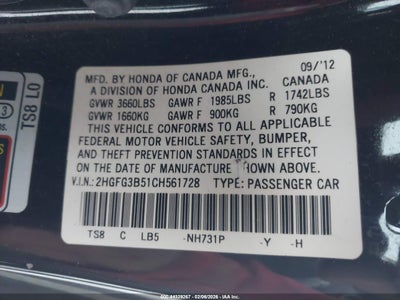 MFD. BY HONDA OF CANADA MFG., 09/'12
A DIVISION OF HONDA CANADA INC. CANADA
GVWR 3660LBS GAWR F 1985LBS R 1742LBS
GVWR 1660KG GAWR F 900KG R 790KG
THIS VEHICLE CONFORMS TO ALL APPLICABLE
FEDERAL MOTOR VEHICLE SAFETY, BUMPER,
AND THEFT PREVENTION STANDARDS IN EFFECT
ON THE DATE OF MANUFACTURE HOWN ABOVE.
V.I.N.: 2HGFG3B51CH561728 TYPE: PASSENGER CAR
TS8 C LB5 -NH731P -Y -H
TS8 L0
3